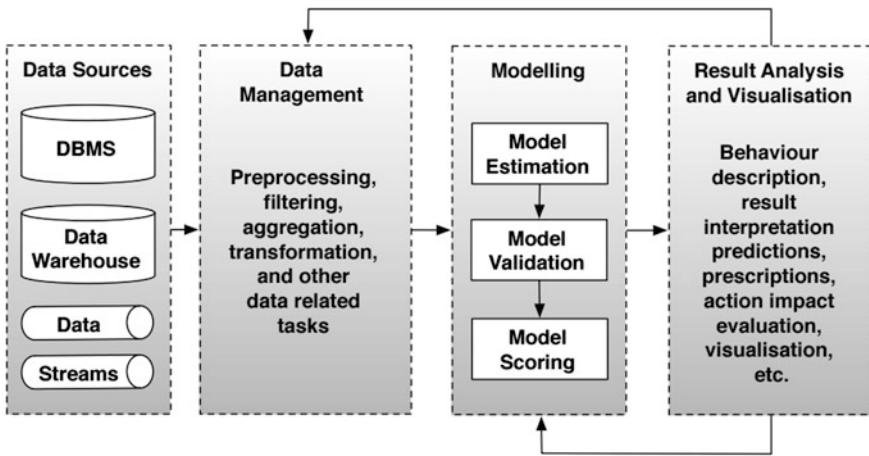 Data Sources
DBMS
Data
Warehouse
Data
Streams
Data
Management
Preprocessing,
filtering,
aggregation,
transformation,
and other
data related
tasks
Modelling
Model
Estimation
Model
Validation
Model
Scoring
Result Analysis
and Visualisation
Behaviour
description,
result
interpretation
predictions,
prescriptions,
action impact
evaluation,
visualisation,
etc.